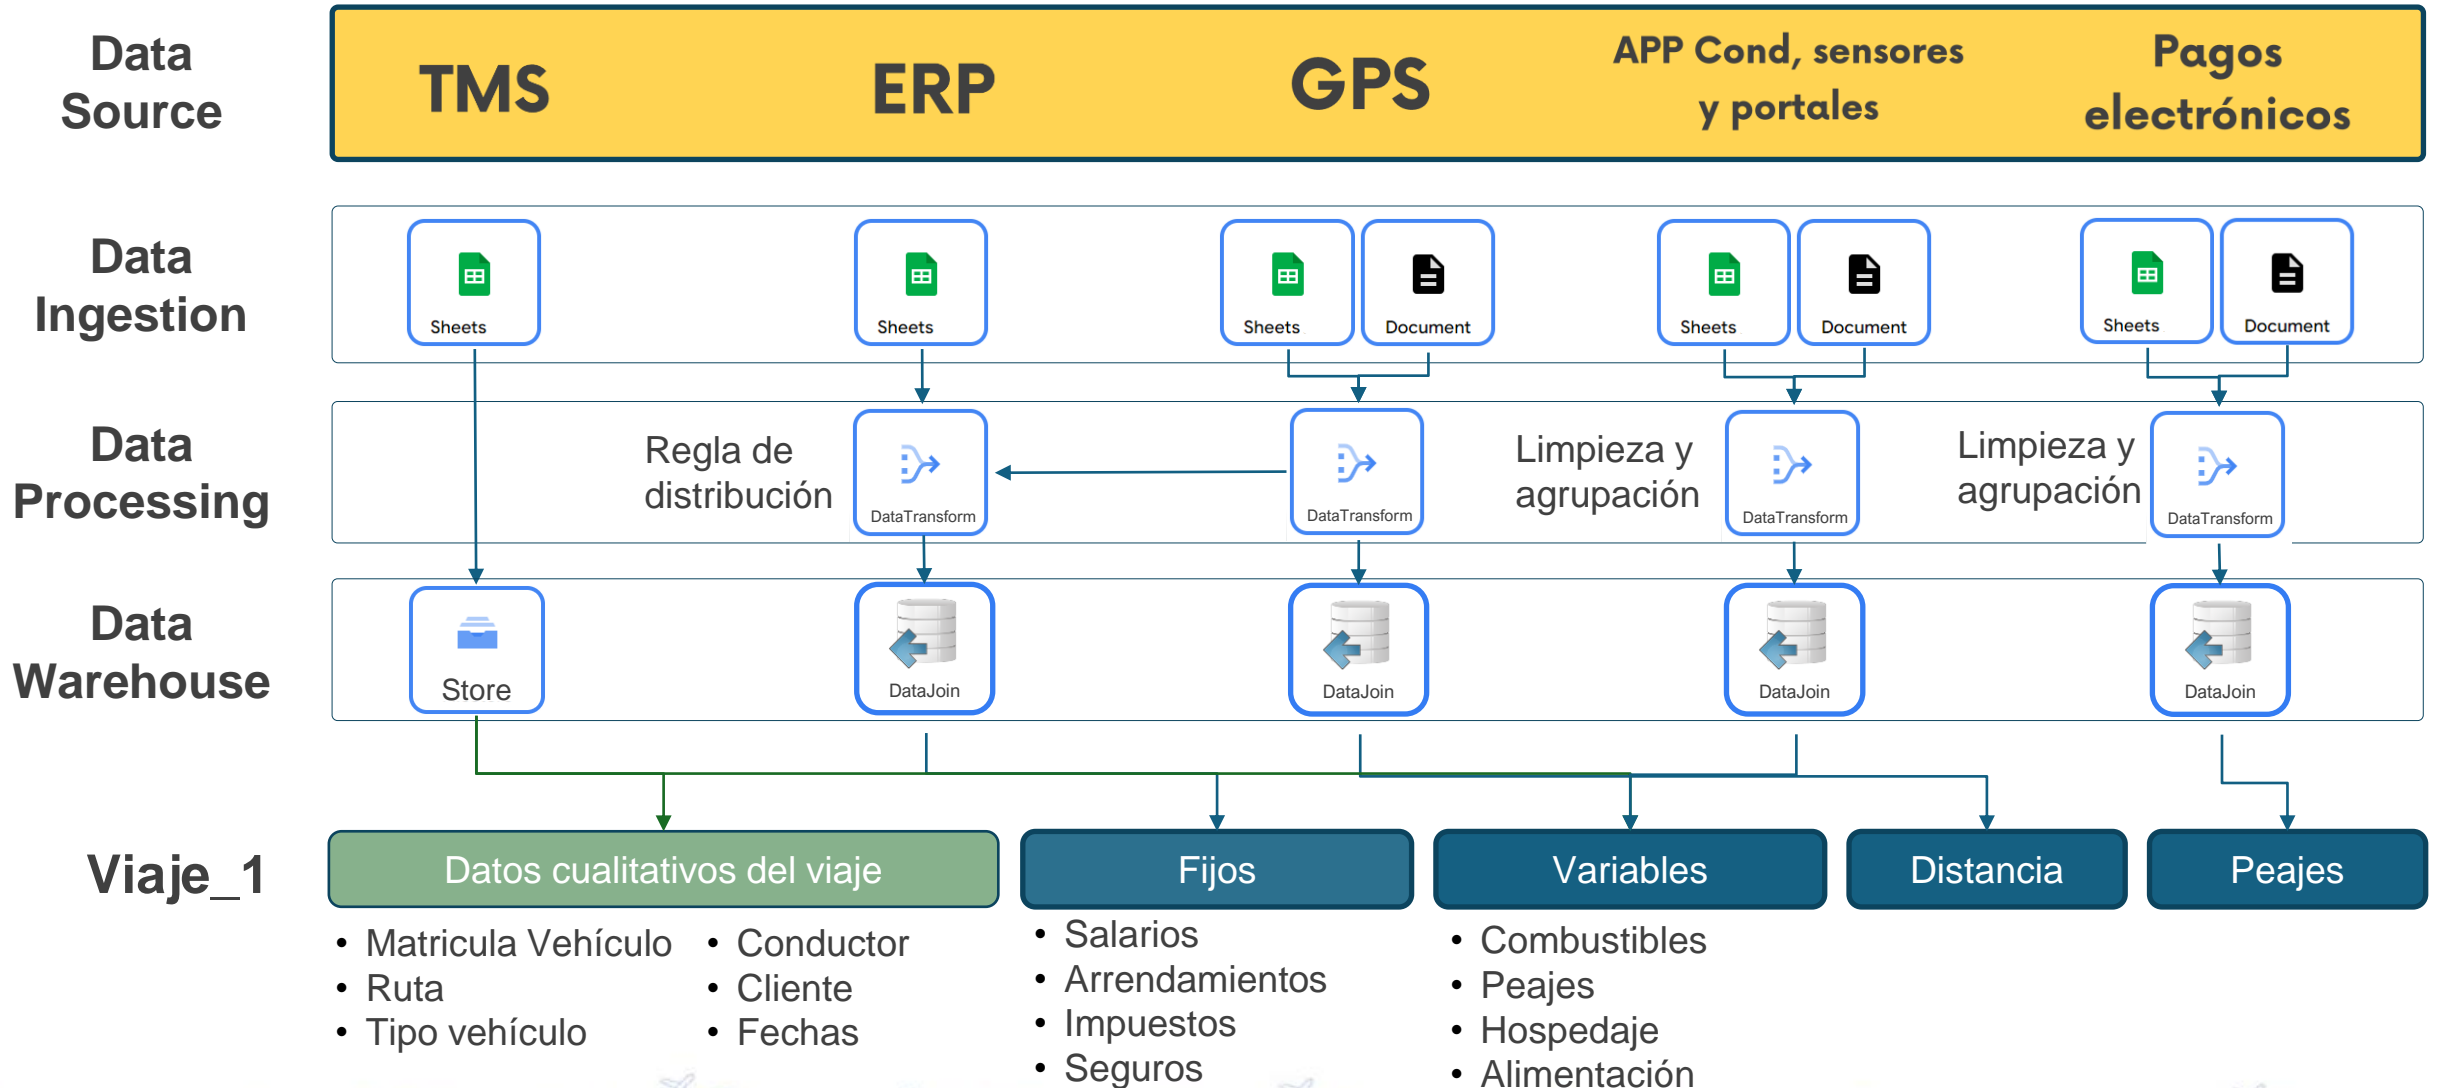 Data
Source
TMS
ERP
GPS
APP Cond, sensores
y portales
Pagos
electrónicos
Data
Ingestion
Sheets
Sheets
Sheets
Document
Sheets
Document
Sheets
Document
Data
Processing
Regla de
distribución
DataTransform
DataTransform
Limpieza y
agrupación
DataTransform
Limpieza y
agrupación
DataTransform
Data
Warehouse
Store
DataJoin
DataJoin
DataJoin
DataJoin
Viaje_1
Datos cualitativos del viaje
Fijos
Variables
Distancia
Peajes
• Matricula Vehículo
• Ruta
• Tipo vehículo
• Conductor
• Cliente
• Fechas
• Salarios
• Arrendamientos
• Impuestos
• Seguros
• Combustibles
• Peajes
• Hospedaje
• Alimentación